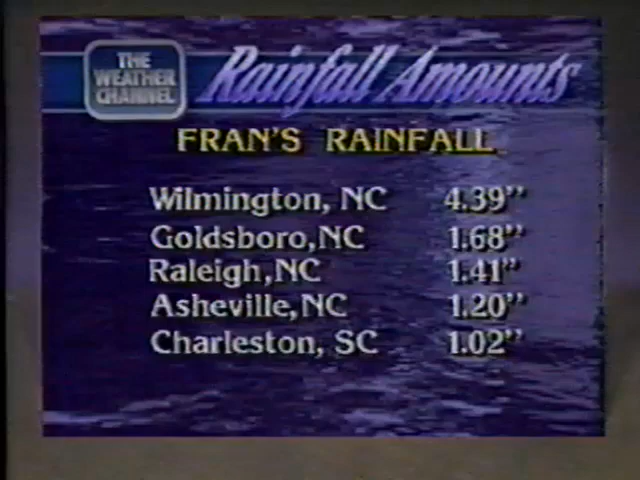 THE
WEATHER
CHANNEL
Rainfall Amounts
FRAN'S RAINFALL
Wilmington, NC 4.39"
Goldsboro,NC 1.68"
Raleigh,NC 1.41"
Asheville,NC 1.20"
Charleston, SC 1.02"